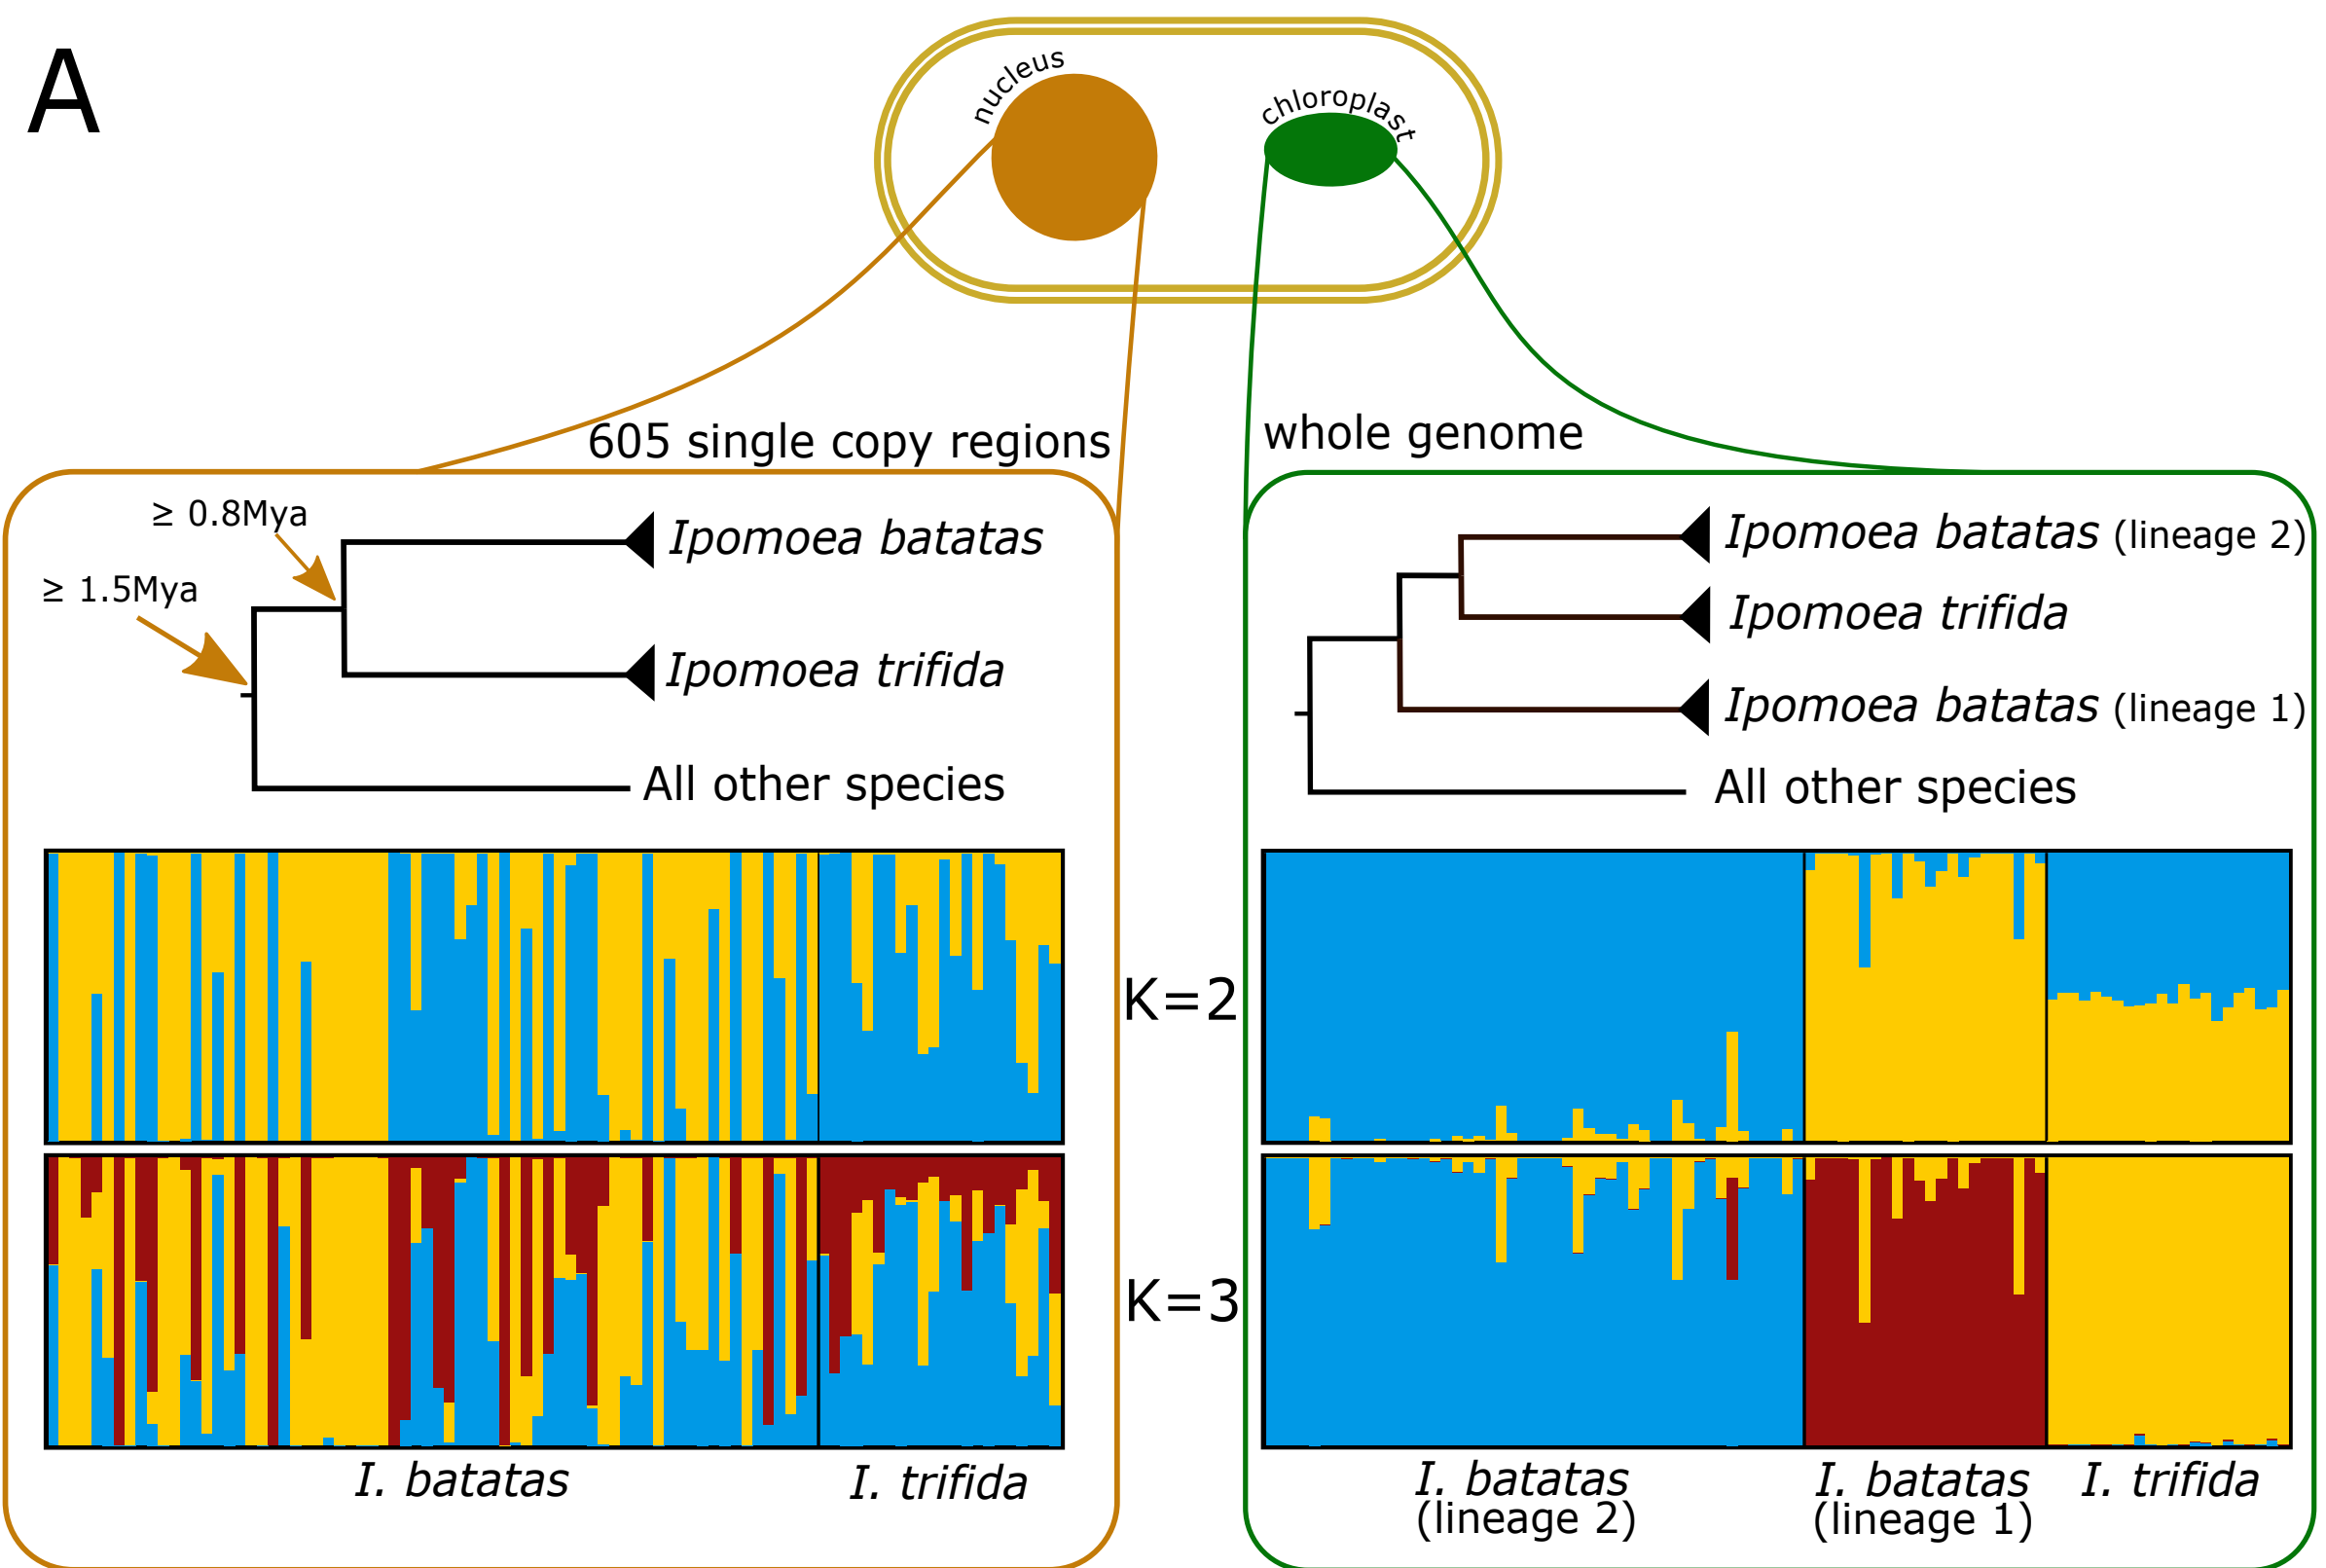 A
nucleus
chloroplast
605 single copy regions
whole genome
≥ 0.8Mya
≥ 1.5Mya
Ipomoea batatas
Ipomoea trifida
All other species
Ipomoea batatas (lineage 2)
Ipomoea trifida
Ipomoea batatas (lineage 1)
All other species
K=2
K=3
I. batatas
I. trifida
I. batatas
(lineage 2)
I. batatas
(lineage 1)
I. trifida